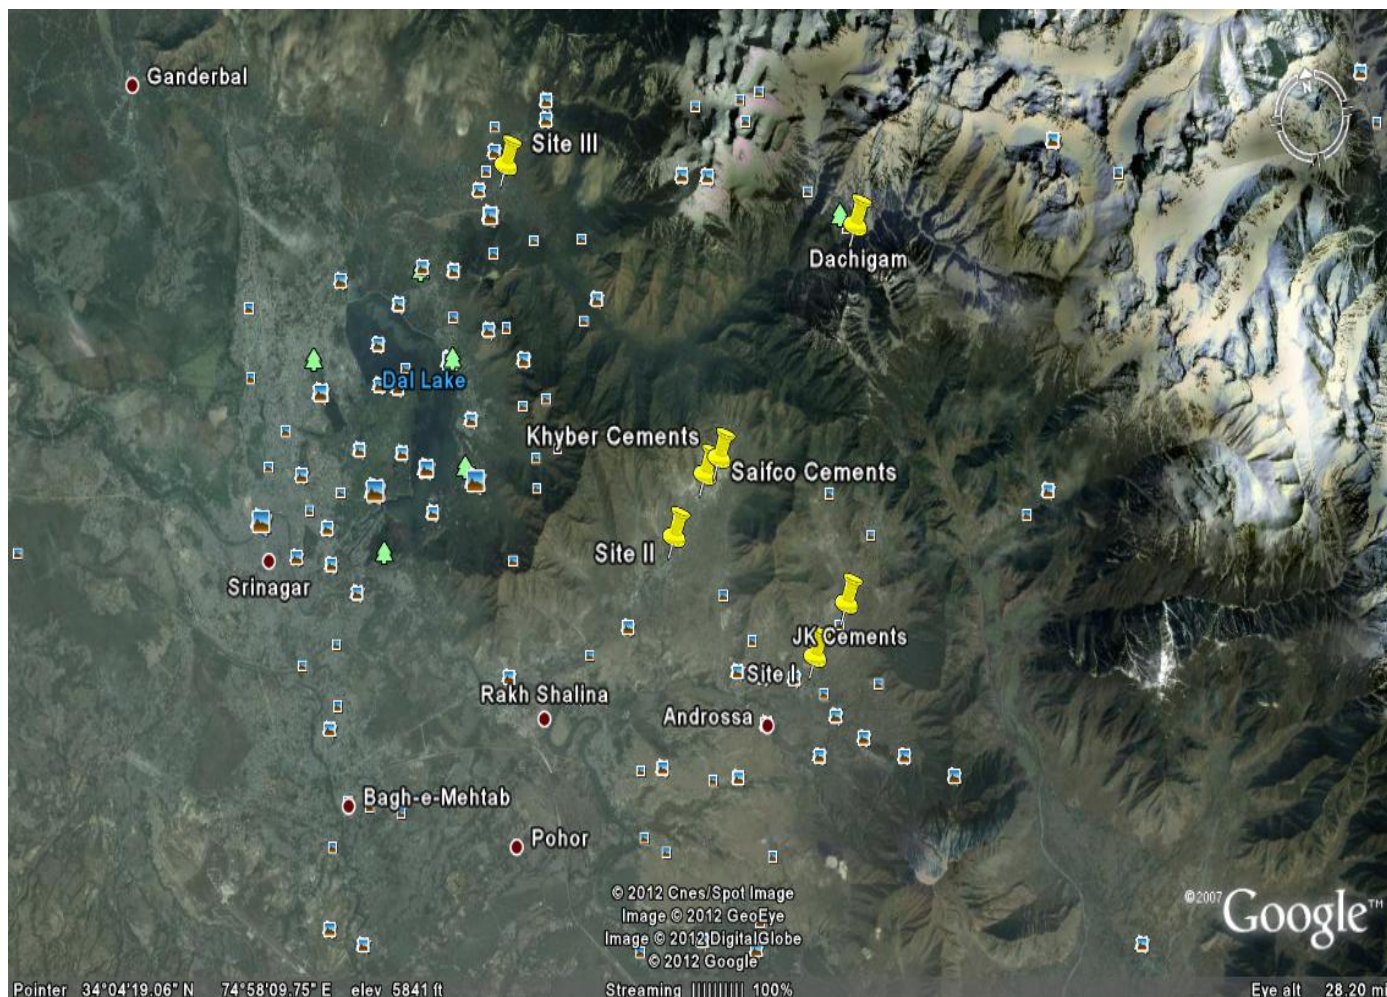 Ganderbal
Site III
N
Dachigam
Dal Lake
Khyber Cements
Saifco Cements
Site II
Srinagar
JK Cements
Site I
Rakh Shalina
Androssa
Bagh-e-Mehtab
Pohor
© 2012 Cnes/Spot Image
Image © 2012 GeoEye
Image © 2012 DigitalGlobe
© 2012 Google
©2007 Google™
Pointer 34°04'19.06" N 74°58'09.75" E elev 5841 ft Streaming |||||||||| 100% Eye alt 28.20 mi